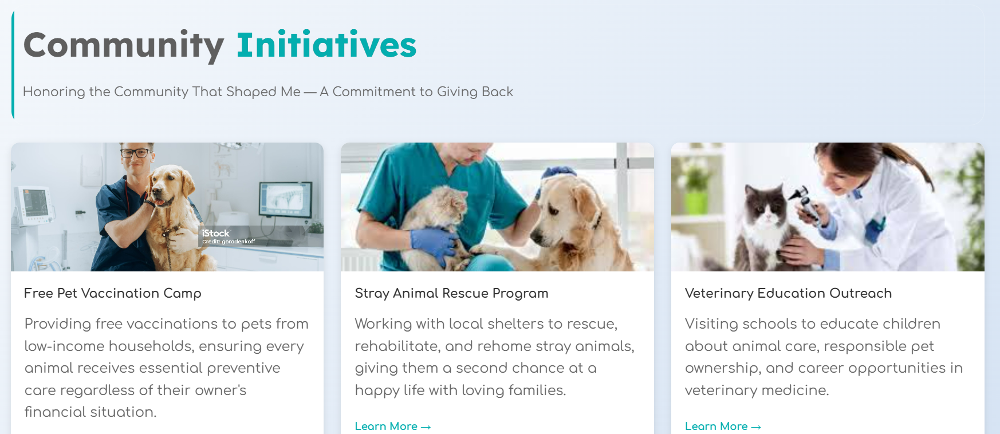 Community Initiatives
Honoring the Community That Shaped Me — A Commitment to Giving Back
iStock
Credit: gorodenkoff
Free Pet Vaccination Camp
Providing free vaccinations to pets from
low-income households, ensuring every
animal receives essential preventive
care regardless of their owner's
financial situation.
Stray Animal Rescue Program
Working with local shelters to rescue,
rehabilitate, and rehome stray animals,
giving them a second chance at a
happy life with loving families.
Learn More →
Veterinary Education Outreach
Visiting schools to educate children
about animal care, responsible pet
ownership, and career opportunities in
veterinary medicine.
Learn More →